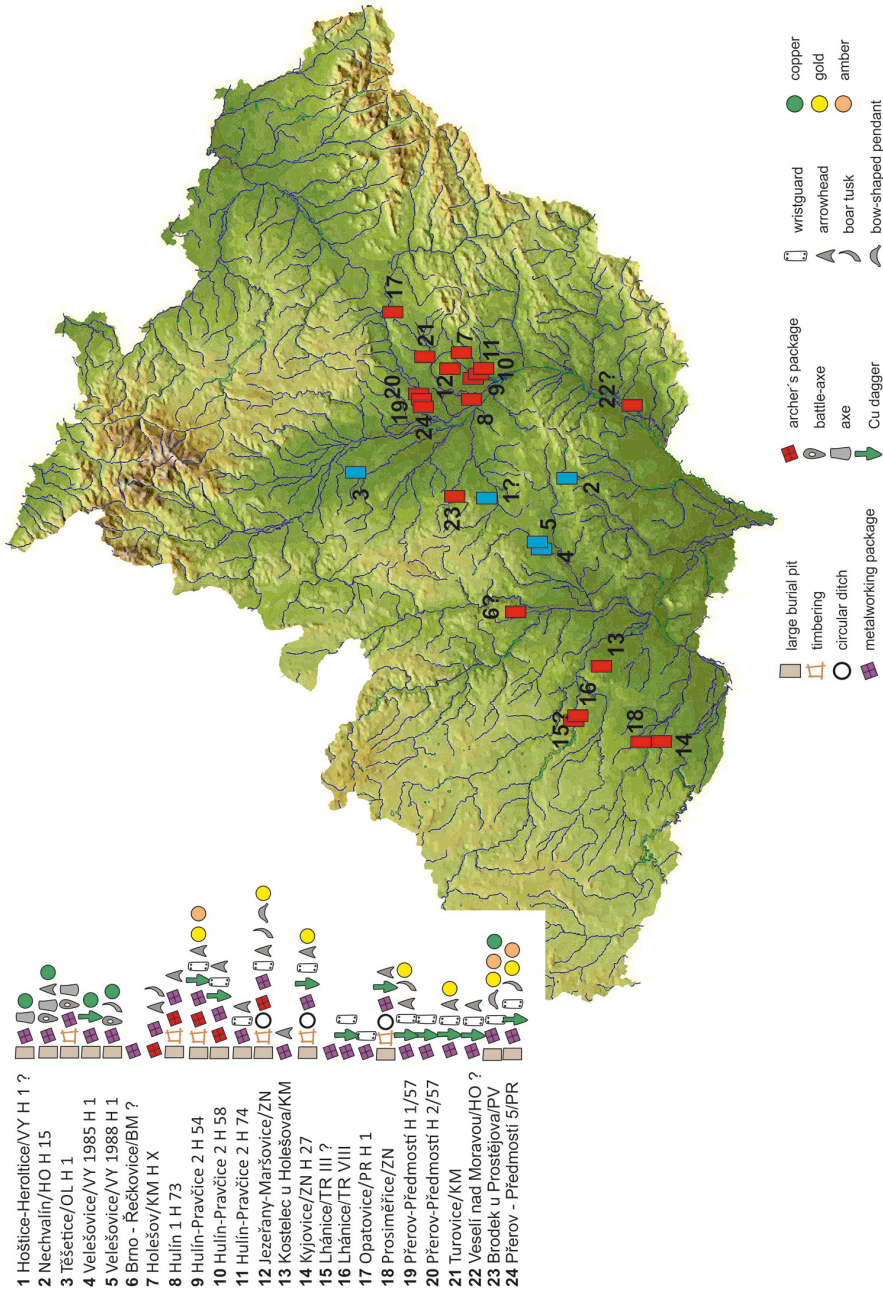 1 Hoštice-Heroltice/VY H 1 ?
2 Nechvalín/HO H 15
3 Těšetice/OL H 1
4 Velešovice/VY 1985 H 1
5 Velešovice/VY 1988 H 1
6 Brno - Řečkovice/BM ?
7 Holešov/KM H X
8 Hulín 1 H 73
9 Hulín-Pravčice 2 H 54
10 Hulín-Pravčice 2 H 58
11 Hulín-Pravčice 2 H 74
12 Jezeřany-Maršovice/ZN
13 Kostelec u Holešova/KM
14 Kyjovice/ZN H 27
15 Lhánice/TR III ?
16 Lhánice/TR VIII
17 Opatovice/PR H 1
18 Prosiměřice/ZN
19 Přerov-Předmostí H 1/57
20 Přerov-Předmostí H 2/57
21 Turovice/KM
22 Veselí nad Moravou/HO ?
23 Brodek u Prostějova/PV
24 Přerov - Předmostí 5/PR
3
19
20
24
21
17
12
7
11
10
9
8
23
1?
2
5
4
6?
22?
13
16
15?
18
14
large burial pit
timbering
circular ditch
metalworking package
archer´s package
battle-axe
axe
Cu dagger
wristguard
arrowhead
boar tusk
bow-shaped pendant
copper
gold
amber